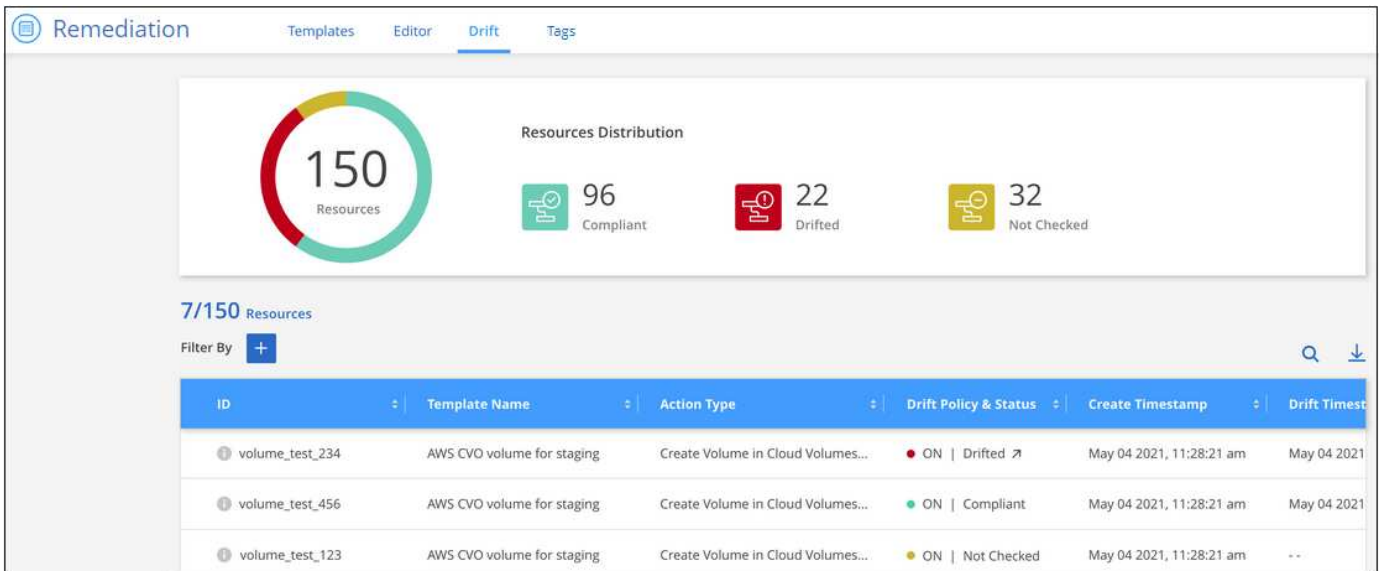 Remediation Templates Editor Drift Tags
Resources Distribution
150
Resources
96
Compliant
22
Drifted
32
Not Checked
7/150 Resources
Filter By +
ID Template Name Action Type Drift Policy & Status Create Timestamp Drift Timest
volume_test_234 AWS CVO volume for staging Create Volume in Cloud Volumes... ON | Drifted May 04 2021, 11:28:21 am May 04 2021
volume_test_456 AWS CVO volume for staging Create Volume in Cloud Volumes... ON | Compliant May 04 2021, 11:28:21 am May 04 2021
volume_test_123 AWS CVO volume for staging Create Volume in Cloud Volumes... ON | Not Checked May 04 2021, 11:28:21 am - -